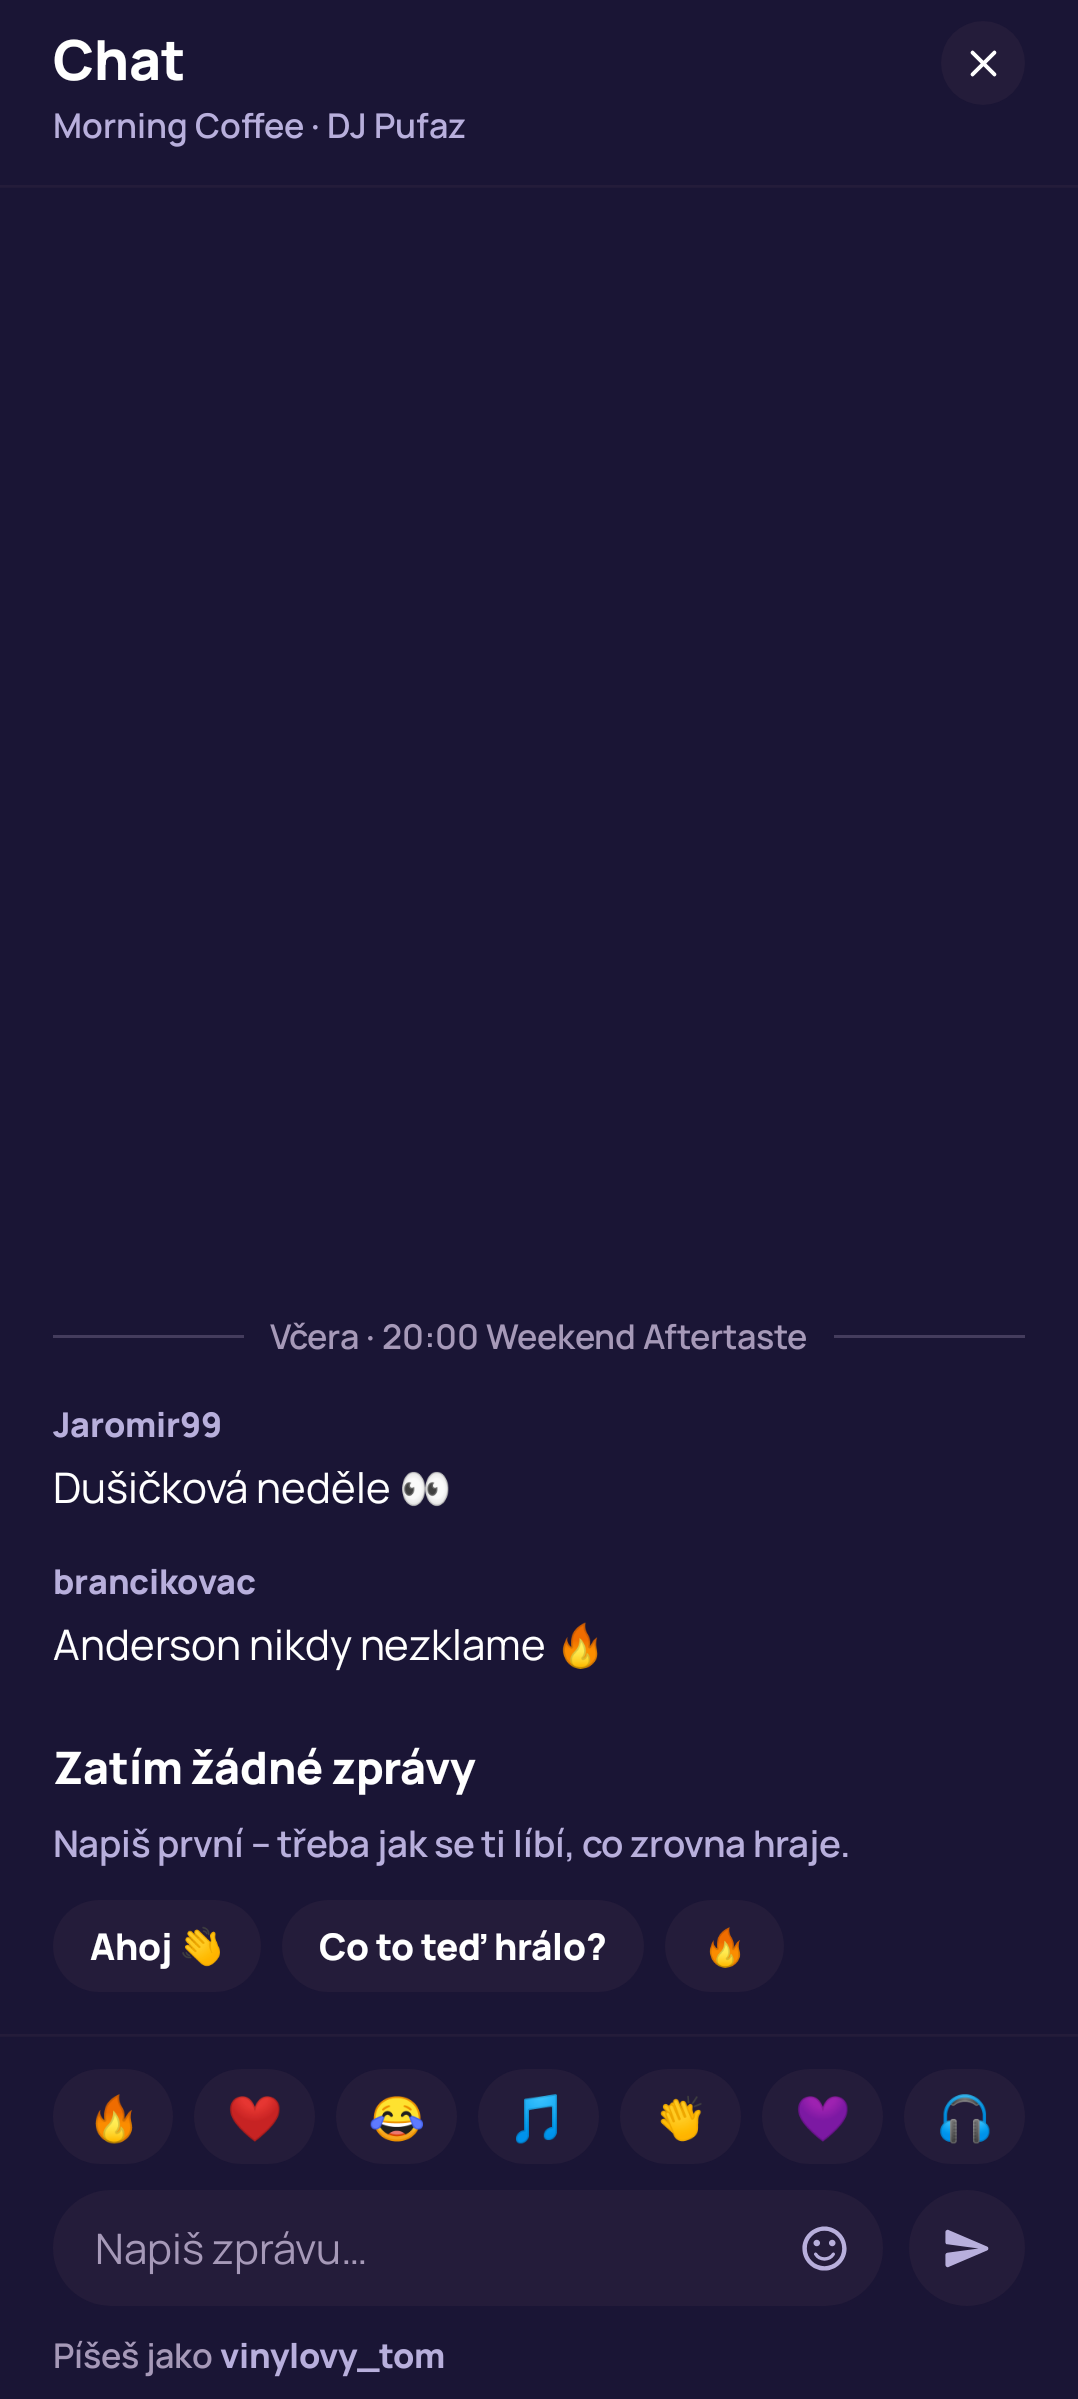 Chat
Morning Coffee · DJ Pufaz
Včera · 20:00 Weekend Aftertaste
Jaromir99
Dušičková neděle 👀
brancikovac
Anderson nikdy nezklame 🔥
Zatím žádné zprávy
Napiš první – třeba jak se ti líbí, co zrovna hraje.
Ahoj 👋 Co to teď hrálo? 🔥
🔥 ❤️ 😂 🎵 👏 💜 🎧
Napiš zprávu...
Píšeš jako vinylovy_tom